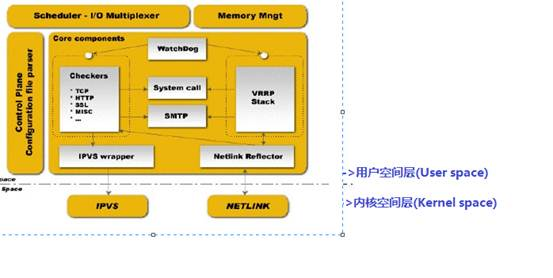 Scheduler - I/O Multiplexer
Memory Mngt
Control Plane
Configuration file parser
Core components
WatchDog
Checkers
* TCP
* HTTP
* SSL
* MISC
* ...
System call
SMTP
VRRP
Stack
IPVS wrapper
Netlink Reflector
->用户空间层(User space)
Space
IPVS
NETLINK
>内核空间层(Kernel space)